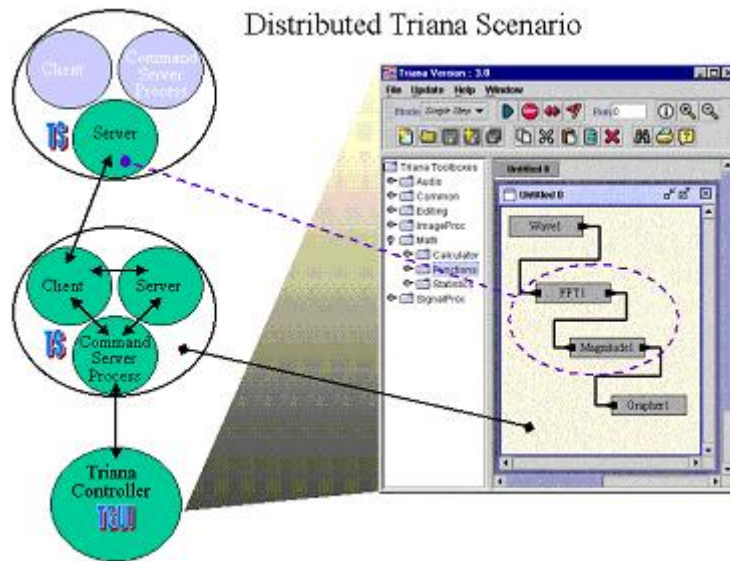 Distributed Triana Scenario
Client
Command
Server
Process
TS
Server
Client
Server
TS
Command
Server
Process
Triana
Controller
TGUI
Triana Version : 3.0
File Update Help Window
Mode Single Step Run 0
Triana Toolboxes
Audio
Common
Editing
ImageProc
Math
Calculator
Functions
Statistics
SignalProc
Untitled 0
Untitled 0
Wave1
FFT1
Magnitude1
Grapher1